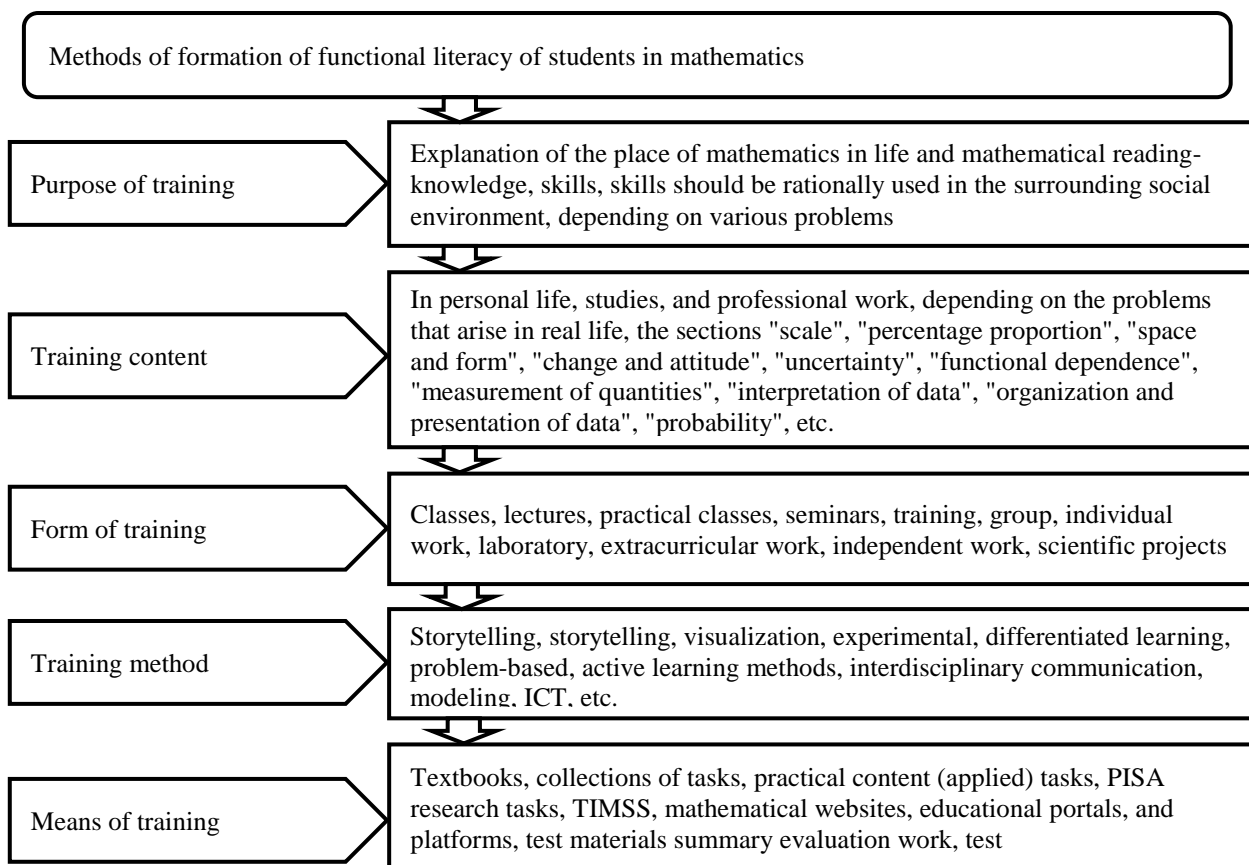 Methods of formation of functional literacy of students in mathematics
Purpose of training
Explanation of the place of mathematics in life and mathematical reading-
knowledge, skills, skills should be rationally used in the surrounding social
environment, depending on various problems
Training content
In personal life, studies, and professional work, depending on the problems
that arise in real life, the sections "scale", "percentage proportion", "space
and form", "change and attitude", "uncertainty", "functional dependence",
"measurement of quantities", "interpretation of data", "organization and
presentation of data", "probability", etc.
Form of training
Classes, lectures, practical classes, seminars, training, group, individual
work, laboratory, extracurricular work, independent work, scientific projects
Training method
Storytelling, storytelling, visualization, experimental, differentiated learning,
problem-based, active learning methods, interdisciplinary communication,
modeling, ICT, etc.
Means of training
Textbooks, collections of tasks, practical content (applied) tasks, PISA
research tasks, TIMSS, mathematical websites, educational portals, and
platforms, test materials summary evaluation work, test